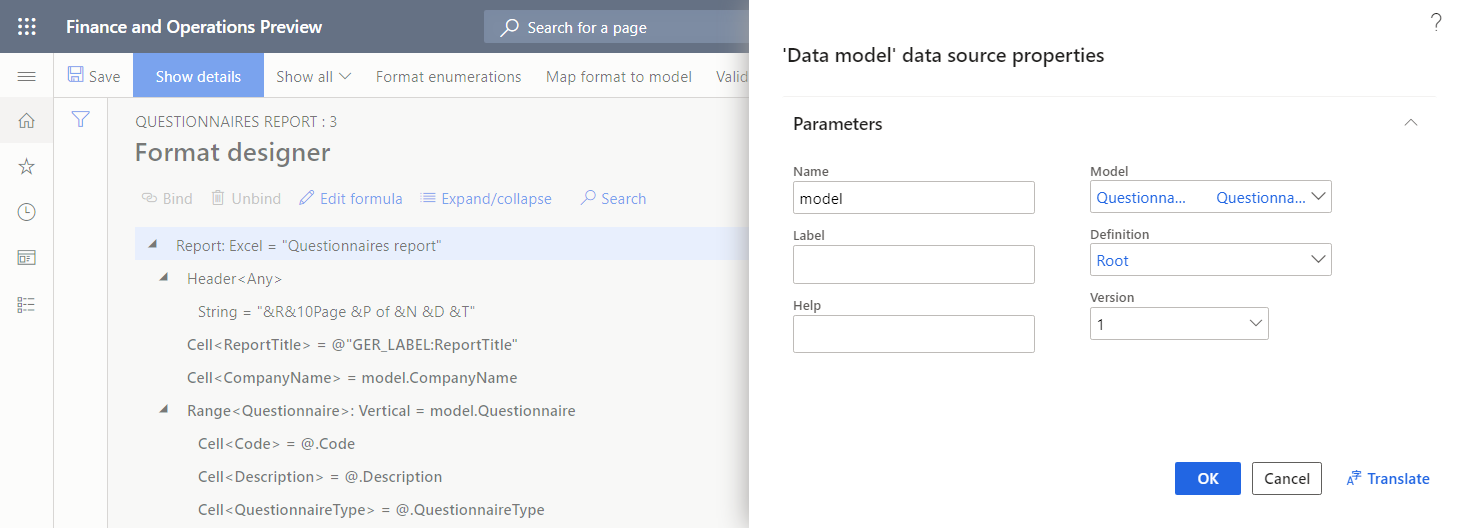 Finance and Operations Preview
Search for a page
Save
Show details
Show all
Format enumerations
Map format to model
Valid
QUESTIONNAIRES REPORT : 3
Format designer
Bind
Unbind
Edit formula
Expand/collapse
Search
Report: Excel = "Questionnaires report"
Header<Any>
String = "&R&10Page &P of &N &D &T"
Cell<ReportTitle> = @"GER_LABEL:ReportTitle"
Cell<CompanyName> = model.CompanyName
Range<Questionnaire>: Vertical = model.Questionnaire
Cell<Code> = @.Code
Cell<Description> = @.Description
Cell<QuestionnaireType> = @.QuestionnaireType
?
'Data model' data source properties
Parameters
Name
model
Label
Help
Model
Questionna... Questionna...
Definition
Root
Version
1
OK
Cancel
Translate